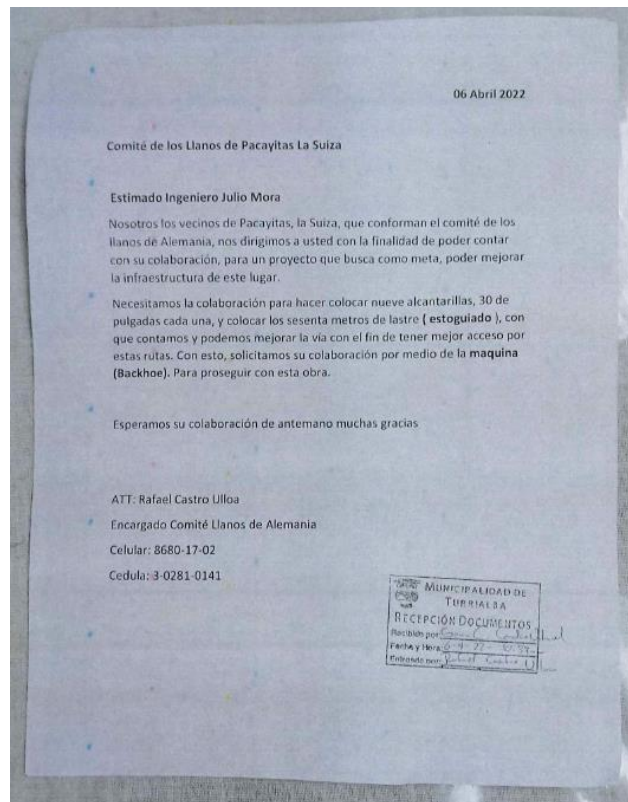 06 Abril 2022
Comité de los Llanos de Pacayitas La Suiza
Estimado Ingeniero Julio Mora
Nosotros los vecinos de Pacayitas, la Suiza, que conforman el comité de los
llanos de Alemania, nos dirigimos a usted con la finalidad de poder contar
con su colaboración, para un proyecto que busca como meta, poder mejorar
la infraestructura de este lugar.
Necesitamos la colaboración para hacer colocar nueve alcantarillas, 30 de
pulgadas cada una, y colocar los sesenta metros de lastre ( estoguiado ), con
que contamos y podemos mejorar la vía con el fin de tener mejor acceso por
estas rutas. Con esto, solicitamos su colaboración por medio de la maquina
(Backhoe). Para proseguir con esta obra.
Esperamos su colaboración de antemano muchas gracias
ATT: Rafael Castro Ulloa
Encargado Comité Llanos de Alemania
Celular: 8680-17-02
Cedula: 3-0281-0141
MUNICIPALIDAD DE
TURRIALBA
RECEPCIÓN DOCUMENTOS
Recibido por
Fecha y Hora 6-4-22
Entregado por: Rafael Castro U